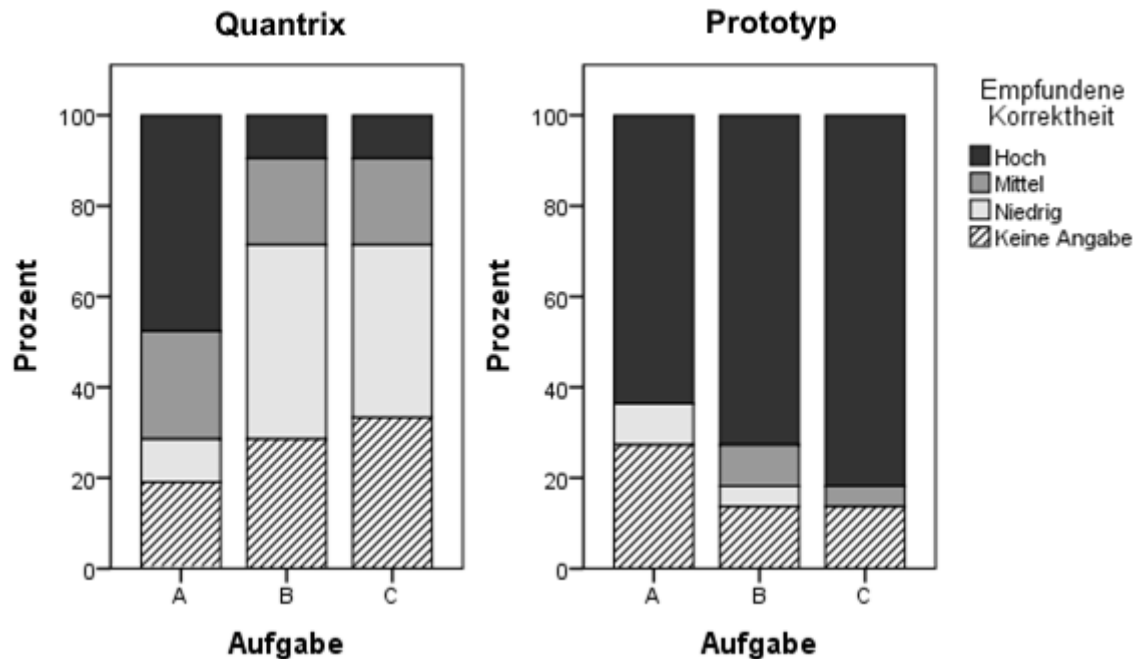 Quantrix
Prozent
100
80
60
40
20
0
A B C
Aufgabe
Prototyp
Prozent
100
80
60
40
20
0
A B C
Aufgabe
Empfundene
Korrektheit
Hoch
Mittel
Niedrig
Keine Angabe